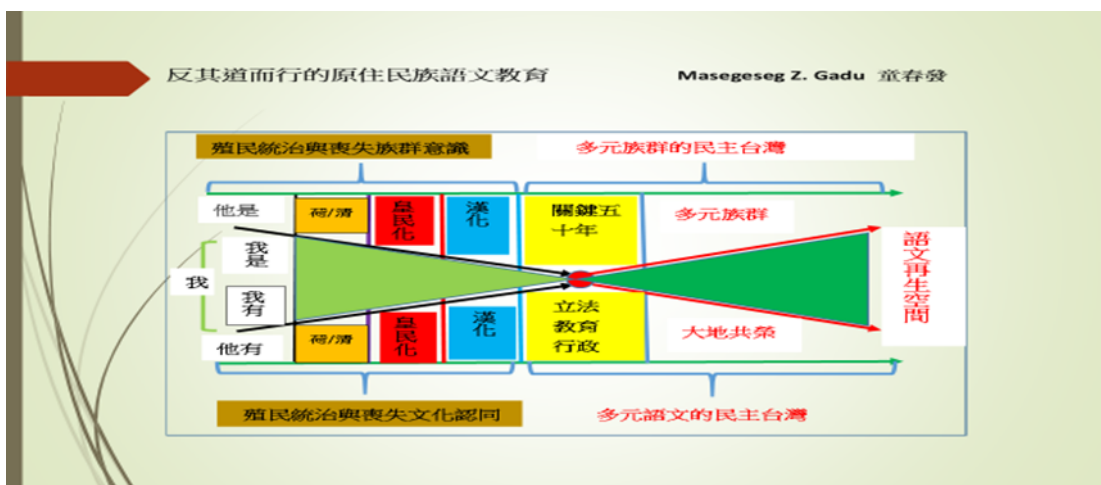 反其道而行的原住民族語文教育
Masegeseg Z. Gadu 童春發
殖民統治與喪失族群意識
多元族群的民主台灣
他是
荷/清
皇民化
漢化
關鍵五
十年
多元族群
我
我是
我有
語文再生空間
他有
荷/清
皇民化
漢化
立法
教育
行政
大地共榮
殖民統治與喪失文化認同
多元語文的民主台灣